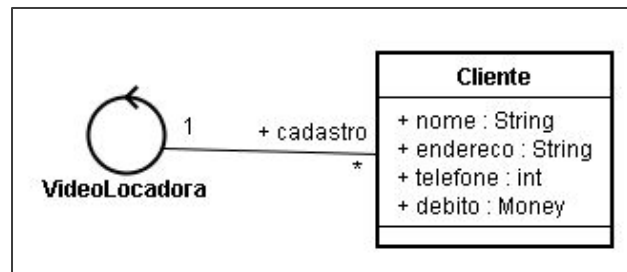 Cliente
1
+ cadastro
*
VideoLocadora
+ nome : String
+ endereco : String
+ telefone : int
+ debito : Money